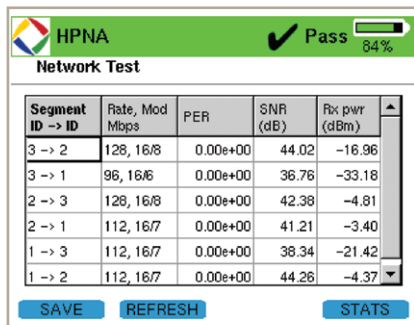 HPNA Pass 84%
Network Test
Segment ID -> ID Rate, Mod Mbps PER SNR (dB) Rx pwr (dBm)
3 -> 2 128, 16/8 0.00e+00 44.02 -16.96
3 -> 1 96, 16/6 0.00e+00 36.76 -33.18
2 -> 3 128, 16/8 0.00e+00 42.38 -4.81
2 -> 1 112, 16/7 0.00e+00 41.21 -3.40
1 -> 3 112, 16/7 0.00e+00 38.34 -21.42
1 -> 2 112, 16/7 0.00e+00 44.26 -4.37
SAVE REFRESH STATS